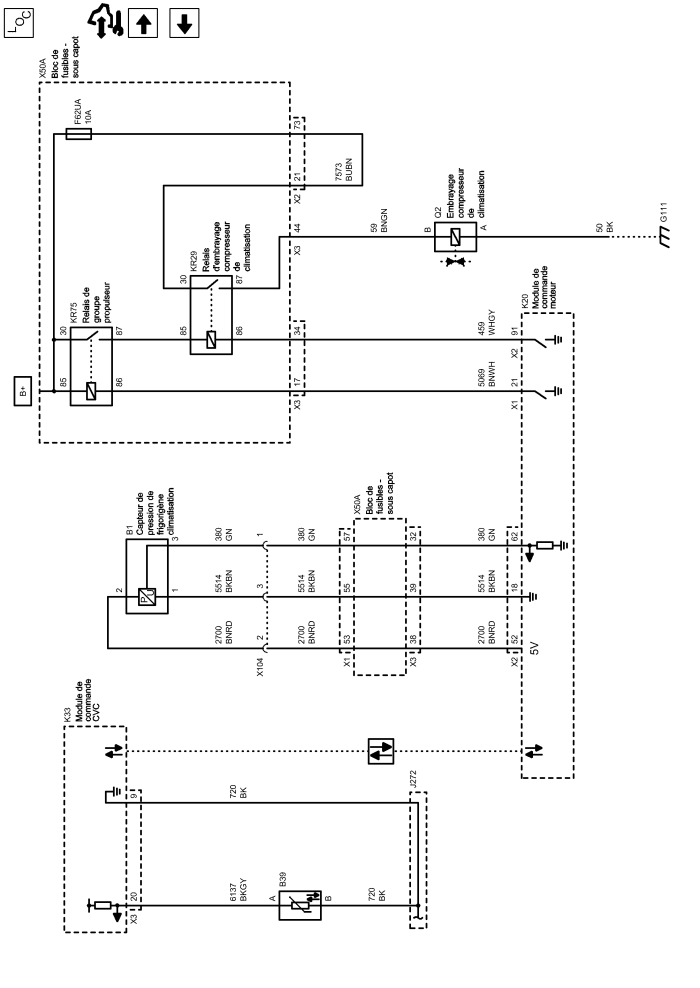 LOC
X50A
Bloc de
fusibles -
sous capot
F62UA
10A
73
21
X2
7573
BUBN
44
X3
59
BNGN
Q2
Embrayage
compresseur
de
climatisation
B
A
50
BK
G111
KR29
Relais
d'embrayage
compresseur
de
climatisation
30
87
85
86
KR75
Relais de
groupe
propulseur
30
87
85
86
B+
34
17
X3
459
WHGY
5069
BNWH
91
X2
21
X1
K20
Module de
commande
moteur
B1
Capteur de
pression de
frigorigène
climatisation
P/U
3
1
2
380
GN
5514
BKBN
2700
BNRD
1
3
2
X104
380
GN
5514
BKBN
2700
BNRD
X50A
Bloc de
fusibles -
sous capot
57
55
53
X1
32
39
38
X3
380
GN
5514
BKBN
2700
BNRD
62
18
52
X2
5V
K33
Module de
commande
CVC
9
20
X3
720
BK
6137
BKGY
B39
A
B
720
BK
J272